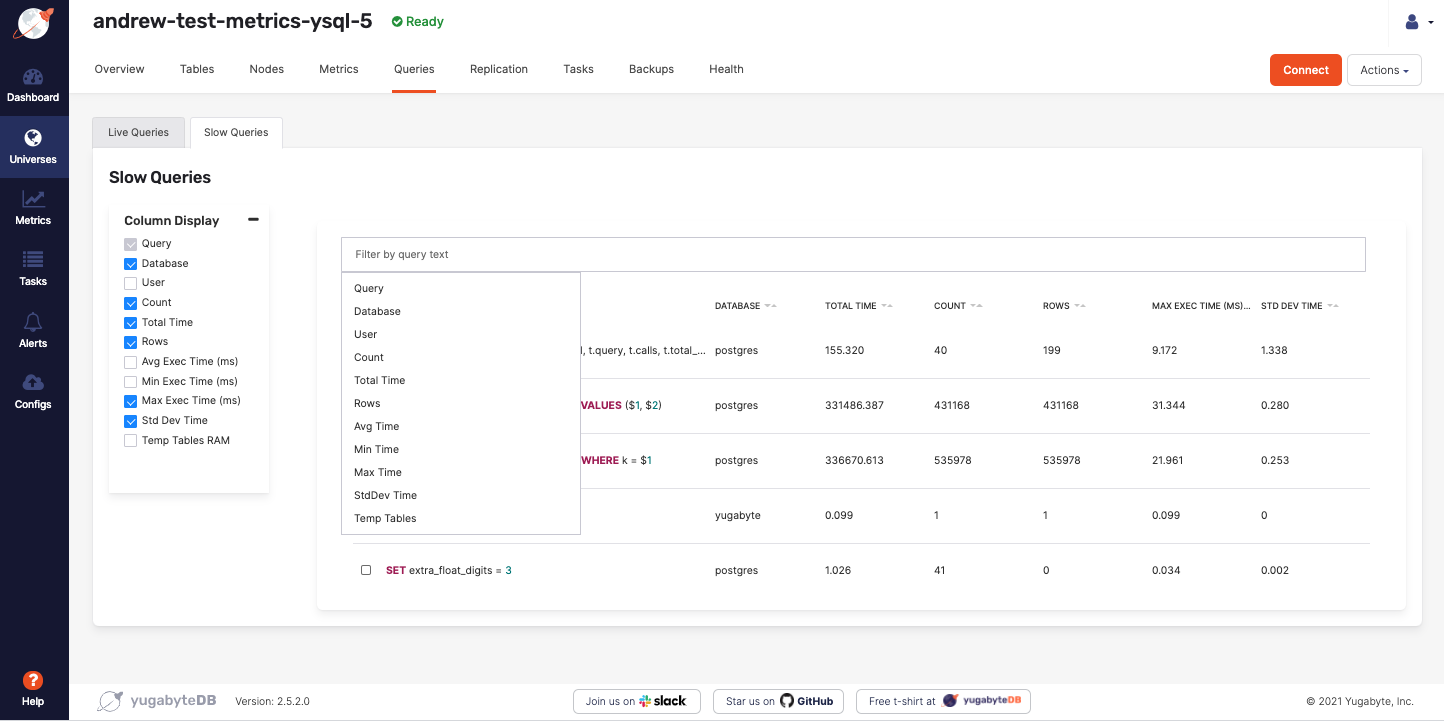 andrew-test-metrics-ysql-5 Ready
Overview Tables Nodes Metrics Queries Replication Tasks Backups Health Connect Actions
Dashboard
Universes
Metrics
Tasks
Alerts
Configs
? Help
Live Queries Slow Queries
Slow Queries
Column Display
Query
Database
User
Count
Total Time
Rows
Avg Exec Time (ms)
Min Exec Time (ms)
Max Exec Time (ms)
Std Dev Time
Temp Tables RAM
Filter by query text
Query
Database
User
Count
Total Time
Rows
Avg Time
Min Time
Max Time
StdDev Time
Temp Tables
DATABASE TOTAL TIME COUNT ROWS MAX EXEC TIME (MS)... STD DEV TIME
, t.query, t.calls, t.total_... postgres 155.320 40 199 9.172 1.338
VALUES ($1, $2) postgres 331486.387 431168 431168 31.344 0.280
WHERE k = $1 postgres 336670.613 535978 535978 21.961 0.253
yugabyte 0.099 1 1 0.099 0
SET extra_float_digits = 3 postgres 1.026 41 0 0.034 0.002
yugabyteDB Version: 2.5.2.0 Join us on slack Star us on GitHub Free t-shirt at yugabyteDB © 2021 Yugabyte, Inc.